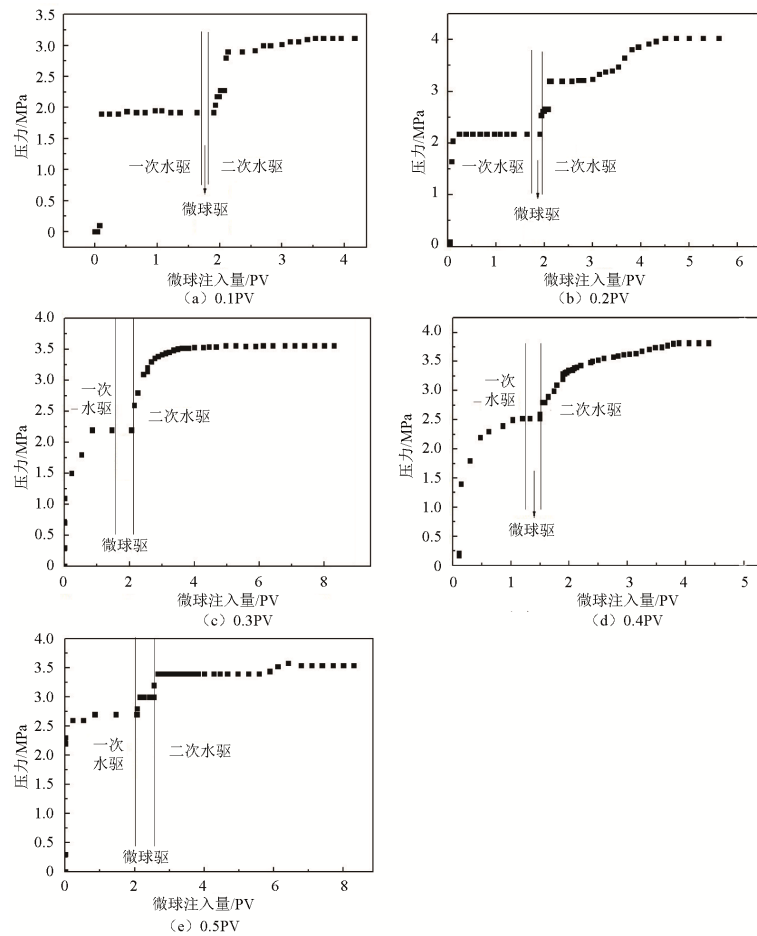 3.5
3.0
2.5
2.0
1.5
1.0
0.5
0
压力/MPa
一次水驱
二次水驱
微球驱
0 1 2 3 4
微球注入量/PV
（a）0.1PV
4
3
2
1
0
压力/MPa
一次水驱
二次水驱
微球驱
0 1 2 3 4 5 6
微球注入量/PV
（b）0.2PV
4.0
3.5
3.0
2.5
2.0
1.5
1.0
0.5
0
压力/MPa
一次
水驱
二次水驱
微球驱
0 2 4 6 8
微球注入量/PV
（c）0.3PV
4.0
3.5
3.0
2.5
2.0
1.5
1.0
0.5
0
压力/MPa
一次
水驱
二次水驱
微球驱
0 1 2 3 4 5
微球注入量/PV
（d）0.4PV
4.0
3.5
3.0
2.5
2.0
1.5
1.0
0.5
0
压力/MPa
一次
水驱
二次水驱
微球驱
0 2 4 6 8
微球注入量/PV
（e）0.5PV